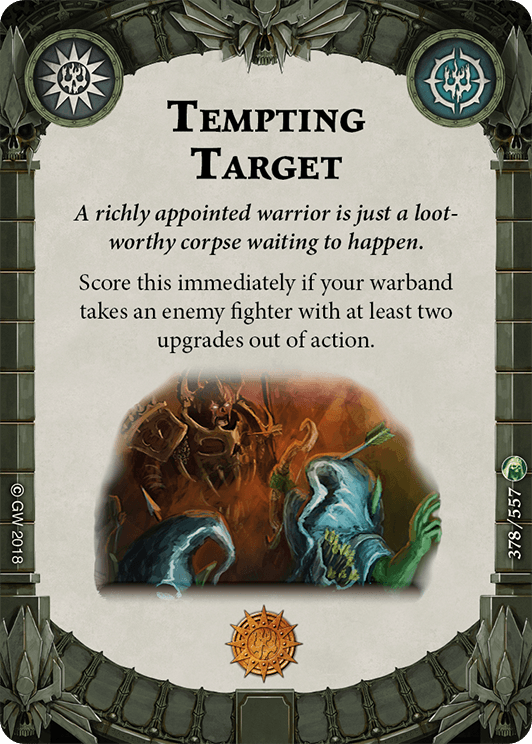 Tempting
Target
A richly appointed warrior is just a loot-
worthy corpse waiting to happen.
Score this immediately if your warband
takes an enemy fighter with at least two
upgrades out of action.
© GW 2018
378/557